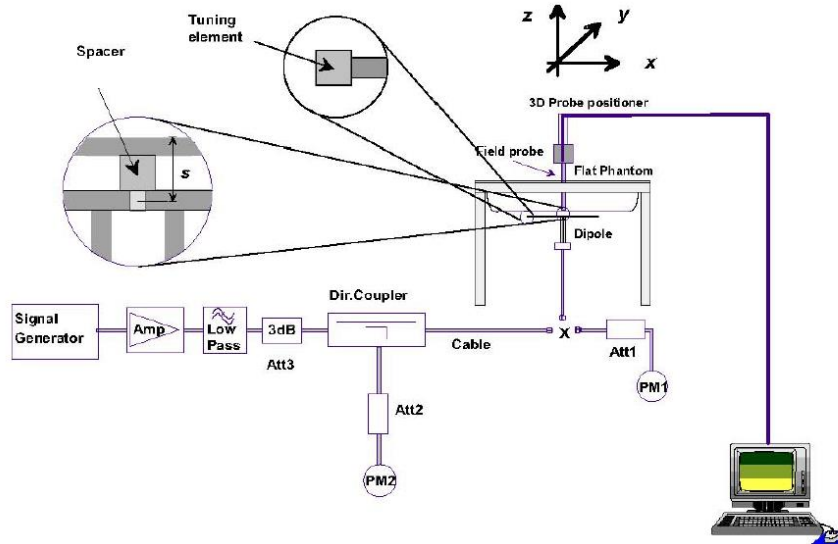 Tuning
element
Spacer
s
z
y
x
3D Probe positioner
Field probe
Flat Phantom
Dipole
Dir.Coupler
Signal
Generator
Amp
Low
Pass
3dB
Att3
Cable
X
Att1
PM1
Att2
PM2